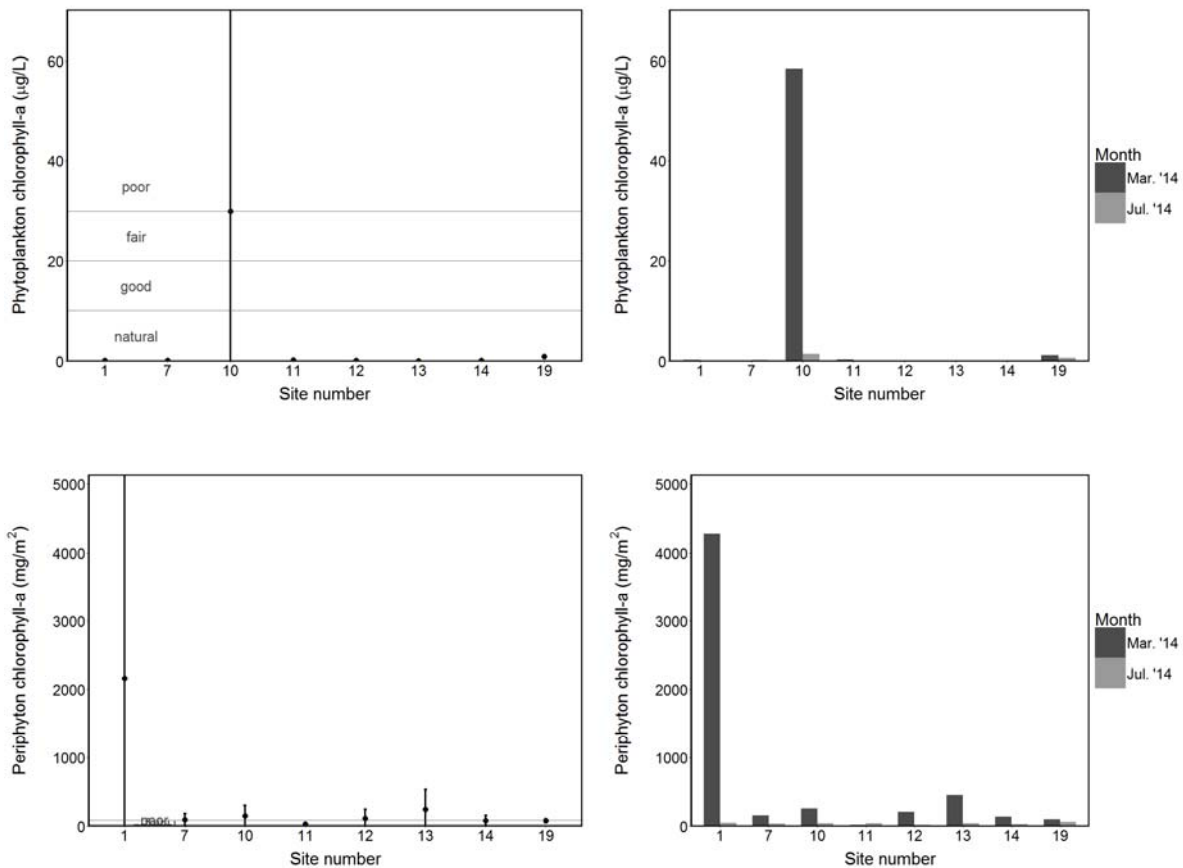 Phytoplankton chlorophyll-a (µg/L)
60
40
20
0
poor
fair
good
natural
1 7 10 11 12 13 14 19
Site number
Phytoplankton chlorophyll-a (µg/L)
60
40
20
0
1 7 10 11 12 13 14 19
Site number
Month
Mar. '14
Jul. '14
Periphyton chlorophyll-a (mg/m²)
5000
4000
3000
2000
1000
0
poor
1 7 10 11 12 13 14 19
Site number
Periphyton chlorophyll-a (mg/m²)
5000
4000
3000
2000
1000
0
1 7 10 11 12 13 14 19
Site number
Month
Mar. '14
Jul. '14